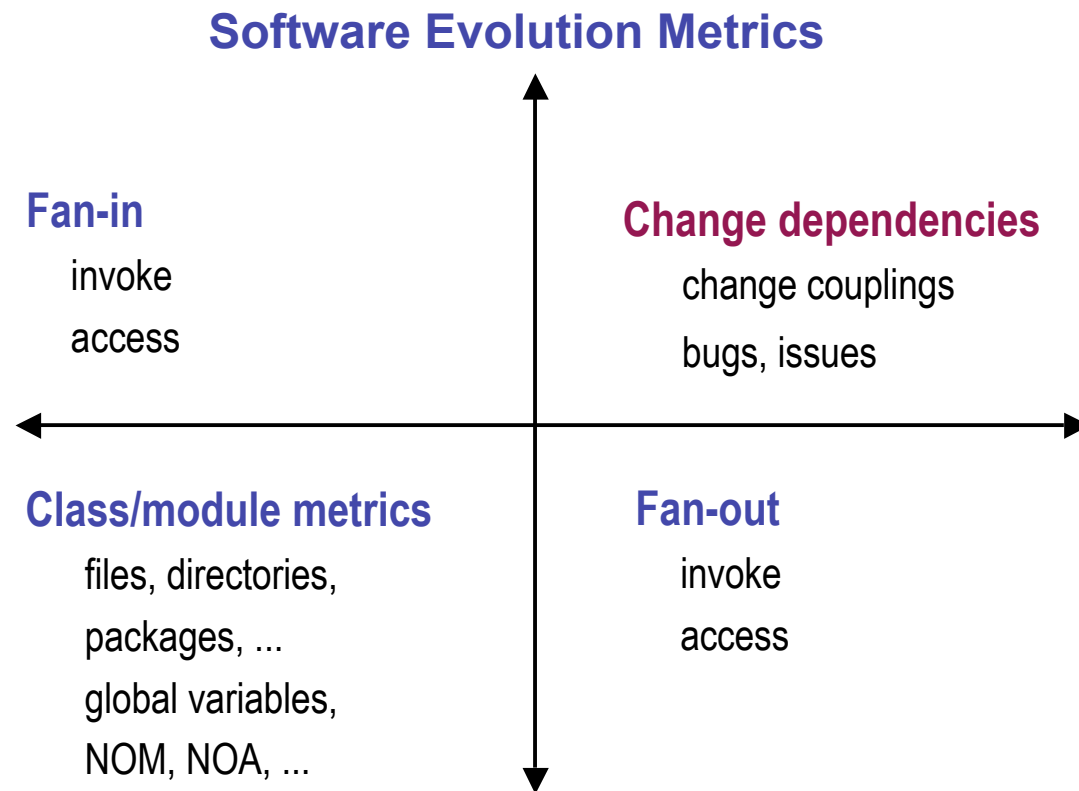 Software Evolution Metrics
Fan-in
invoke
access
Change dependencies
change couplings
bugs, issues
Class/module metrics
files, directories,
packages, ...
global variables,
NOM, NOA, ...
Fan-out
invoke
access